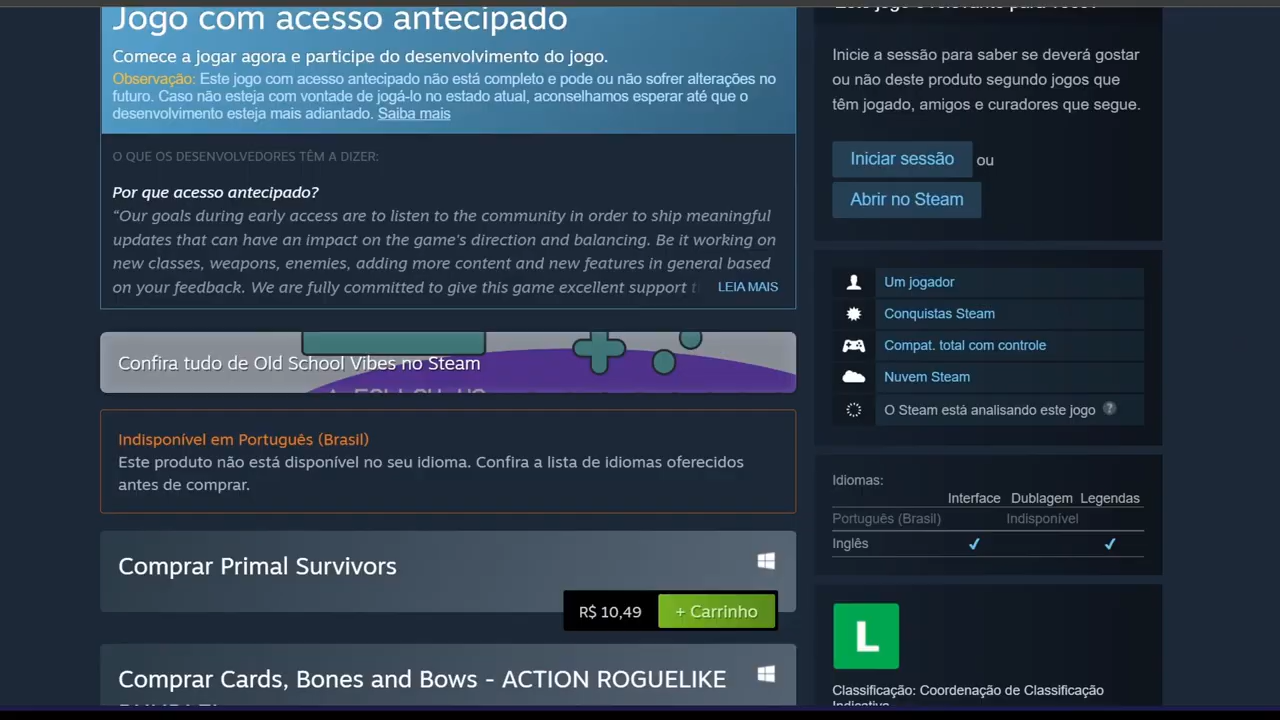 Jogo com acesso antecipado
Comece a jogar agora e participe do desenvolvimento do jogo.
Observação: Este jogo com acesso antecipado não está completo e pode ou não sofrer alterações no
futuro. Caso não esteja com vontade de jogá-lo no estado atual, aconselhamos esperar até que o
desenvolvimento esteja mais adiantado. Saiba mais
O QUE OS DESENVOLVEDORES TÊM A DIZER:
Por que acesso antecipado?
“Our goals during early access are to listen to the community in order to ship meaningful
updates that can have an impact on the game's direction and balancing. Be it working on
new classes, weapons, enemies, adding more content and new features in general based
on your feedback. We are fully committed to give this game excellent support t LEIA MAIS
Confira tudo de Old School Vibes no Steam
Indisponível em Português (Brasil)
Este produto não está disponível no seu idioma. Confira a lista de idiomas oferecidos
antes de comprar.
Comprar Primal Survivors
R$ 10,49 + Carrinho
Comprar Cards, Bones and Bows - ACTION ROGUELIKE
Inicie a sessão para saber se deverá gostar
ou não deste produto segundo jogos que
têm jogado, amigos e curadores que segue.
Iniciar sessão ou
Abrir no Steam
Um jogador
Conquistas Steam
Compat. total com controle
Nuvem Steam
O Steam está analisando este jogo ?
Idiomas:
Interface Dublagem Legendas
Português (Brasil) Indisponível
Inglês ✔ ✔
L
Classificação: Coordenação de Classificação
Indicativa